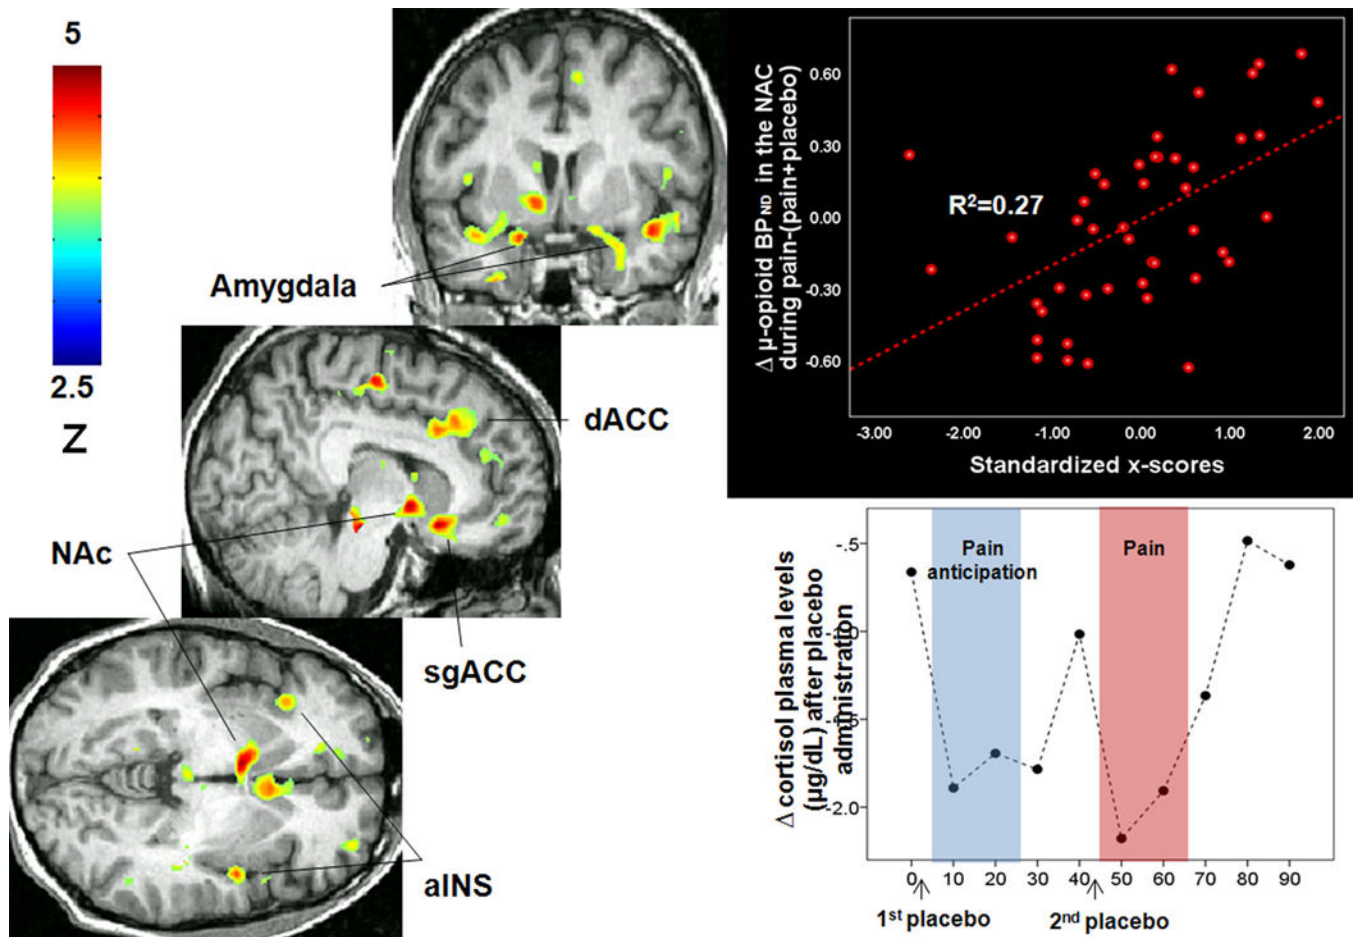 5
2.5
Z
Amygdala
dACC
NAc
sgACC
aINS
Δ μ-opioid BPND in the NAC
during pain-(pain+placebo)
0.60
0.30
0.00
-0.30
-0.60
R²=0.27
-3.00 -2.00 -1.00 0.00 1.00 2.00
Standardized x-scores
Δ cortisol plasma levels
(μg/dL) after placebo
administration
-.5
-2.0
Pain
anticipation
Pain
0 10 20 30 40 50 60 70 80 90
1st placebo
2nd placebo